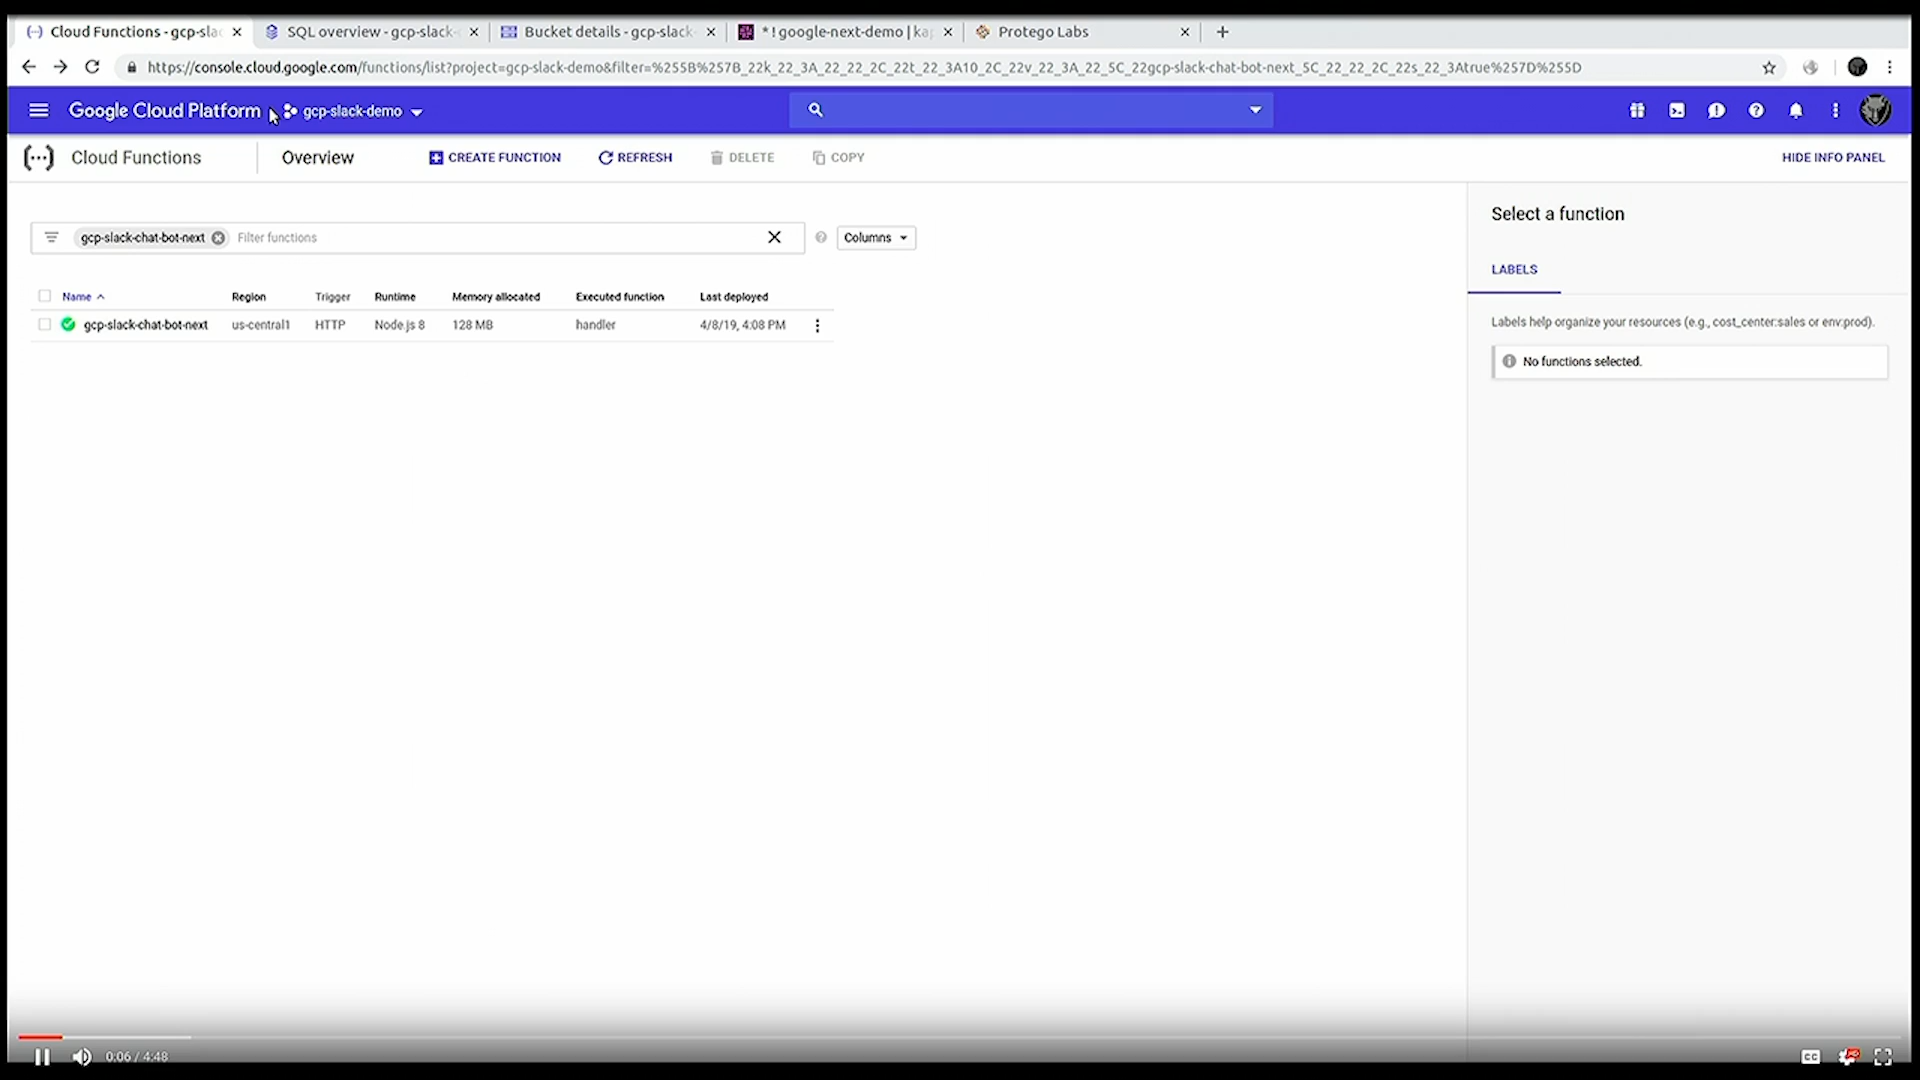 Cloud Functions - gcp-sla
SQL overview - gcp-slack-
Bucket details - gcp-slack-
* ! google-next-demo | ka
Protego Labs
https://console.cloud.google.com/functions/list?project=gcp-slack-demo&filter=%255B%257B_22k_22_3A_22_22_2C_22t_22_3A10_2C_22v_22_3A_22_5C_22gcp-slack-chat-bot-next_5C_22_22_2C_22s_22_3Atrue%257D%255D
Google Cloud Platform gcp-slack-demo
Cloud Functions Overview CREATE FUNCTION REFRESH DELETE COPY HIDE INFO PANEL
Select a function
gcp-slack-chat-bot-next Filter functions Columns
LABELS
Name Region Trigger Runtime Memory allocated Executed function Last deployed
gcp-slack-chat-bot-next us-central1 HTTP Node.js 8 128 MB handler 4/8/19, 4:08 PM
Labels help organize your resources (e.g., cost_center:sales or env:prod).
No functions selected.
0:06 / 4:48
CC